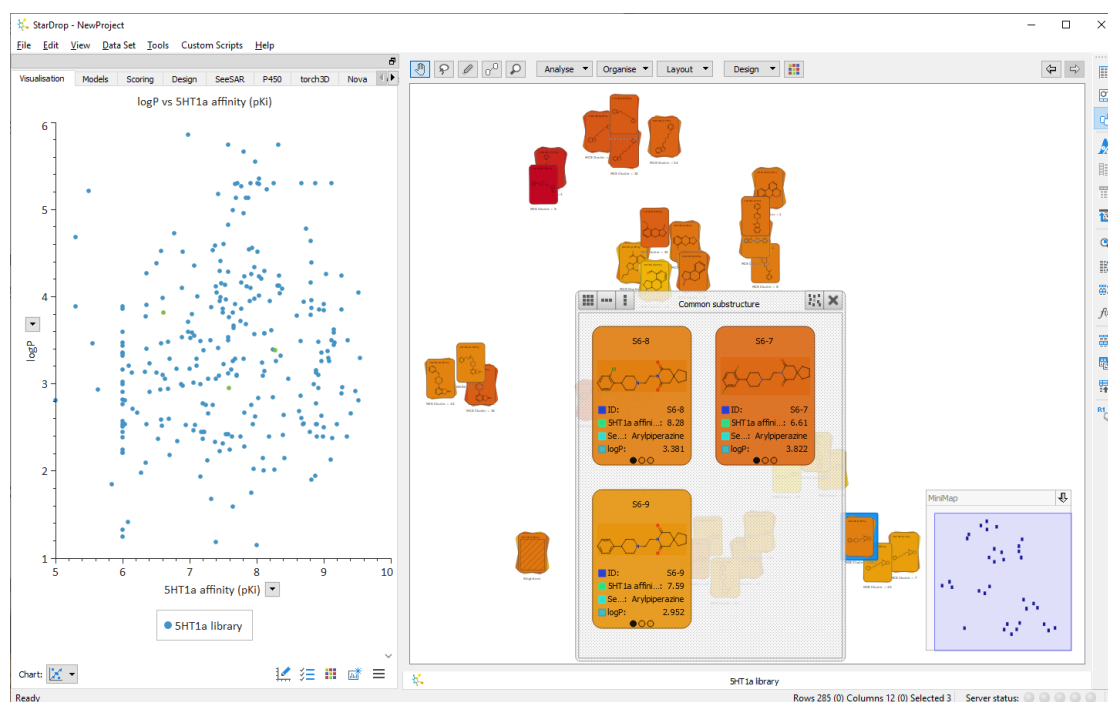 StarDrop - NewProject
File Edit View Data Set Tools Custom Scripts Help
Visualisation Models Scoring Design SeeSAR P450 torch3D Nova
logP vs 5HT1a affinity (pKi)
6
5
4
3
2
1
logP
5 6 7 8 9 10
5HT1a affinity (pKi)
5HT1a library
Chart:
Analyse Organise Layout Design
Common substructure
S6-8
ID: S6-8
5HT1a affini...: 8.28
Se...: Arylpiperazine
logP: 3.381
S6-7
ID: S6-7
5HT1a affini...: 6.61
Se...: Arylpiperazine
logP: 3.822
S6-9
ID: S6-9
5HT1a affini...: 7.59
Se...: Arylpiperazine
logP: 2.952
MiniMap
R1
5HT1a library
Ready
Rows 285 (0) Columns 12 (0) Selected 3 Server status: